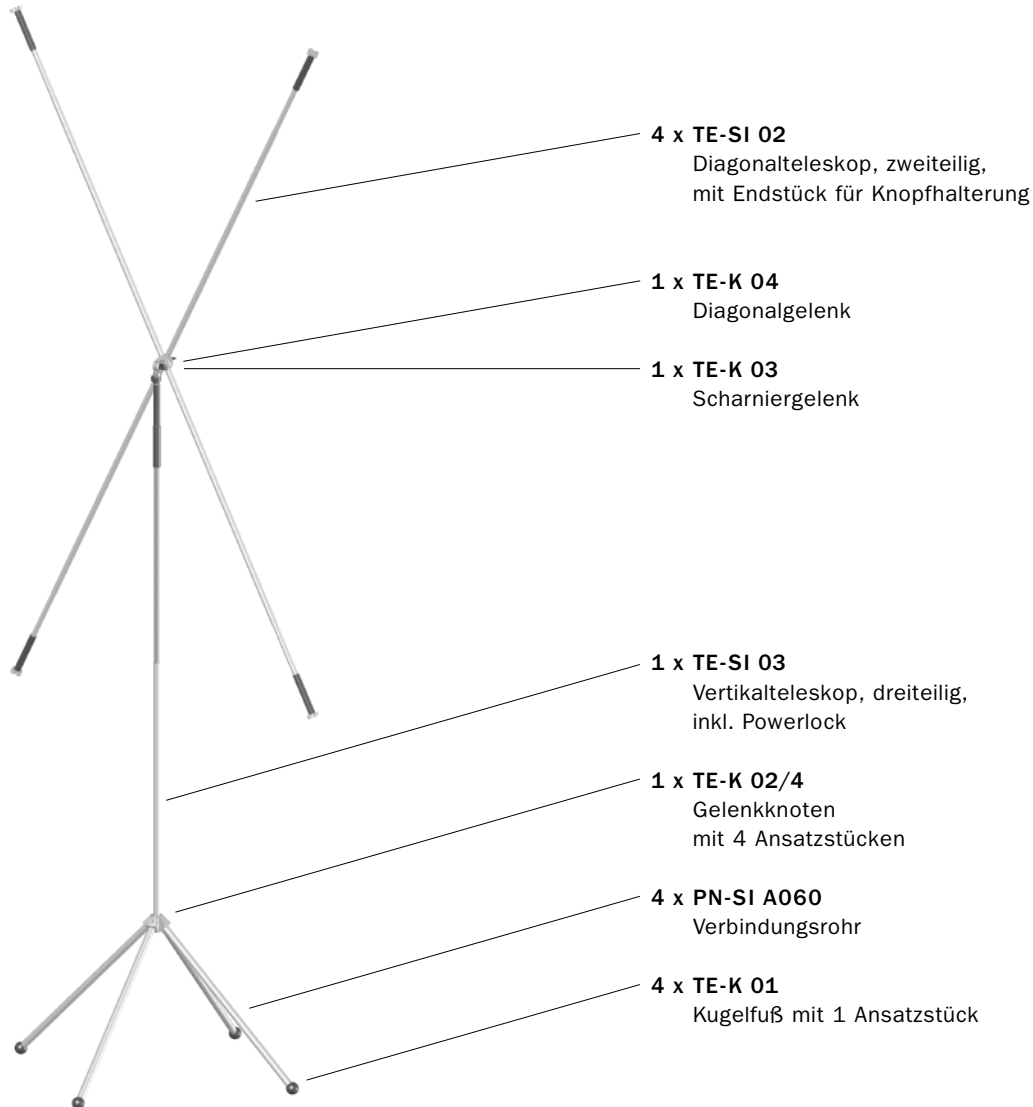 4 x TE-SI 02
Diagonalteleskop, zweiteilig,
mit Endstück für Knopfhalterung
1 x TE-K 04
Diagonalgelenk
1 x TE-K 03
Scharniergelenk
1 x TE-SI 03
Vertikalteleskop, dreiteilig,
inkl. Powerlock
1 x TE-K 02/4
Gelenkknoten
mit 4 Ansatzstücken
4 x PN-SI A060
Verbindungsrohr
4 x TE-K 01
Kugelfuß mit 1 Ansatzstück